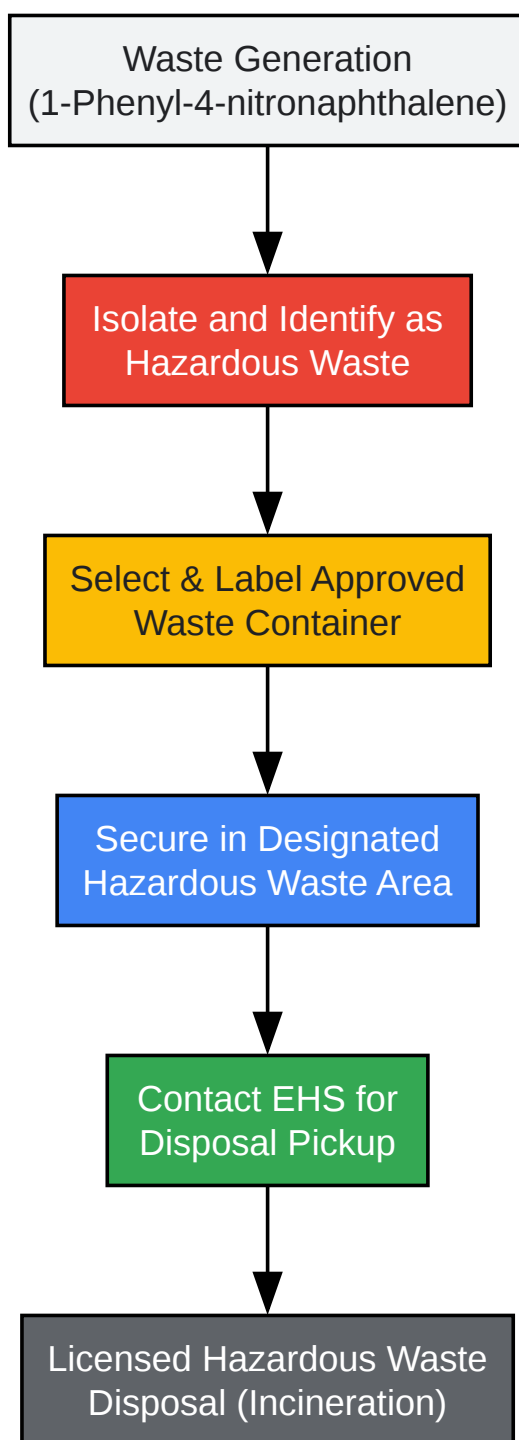 Waste Generation
(1-Phenyl-4-nitronaphthalene)
Isolate and Identify as
Hazardous Waste
Select & Label Approved
Waste Container
Secure in Designated
Hazardous Waste Area
Contact EHS for
Disposal Pickup
Licensed Hazardous Waste
Disposal (Incineration)